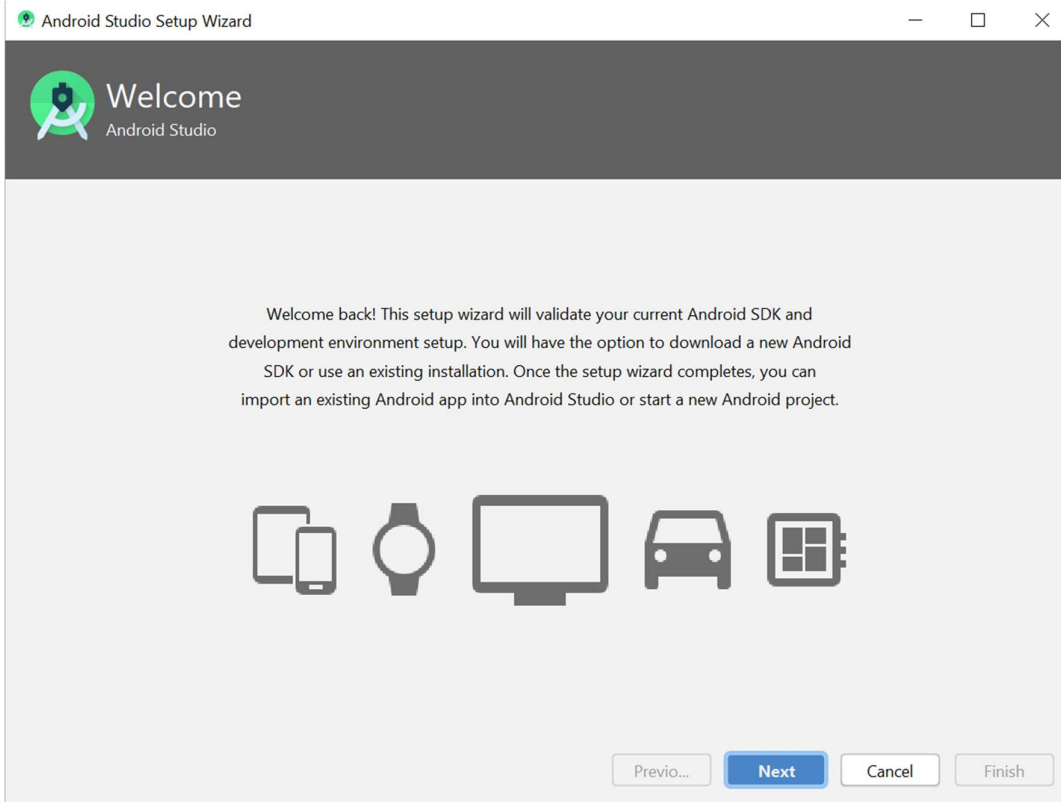 Android Studio Setup Wizard
Welcome
Android Studio
Welcome back! This setup wizard will validate your current Android SDK and
development environment setup. You will have the option to download a new Android
SDK or use an existing installation. Once the setup wizard completes, you can
import an existing Android app into Android Studio or start a new Android project.
Previo...
Next
Cancel
Finish